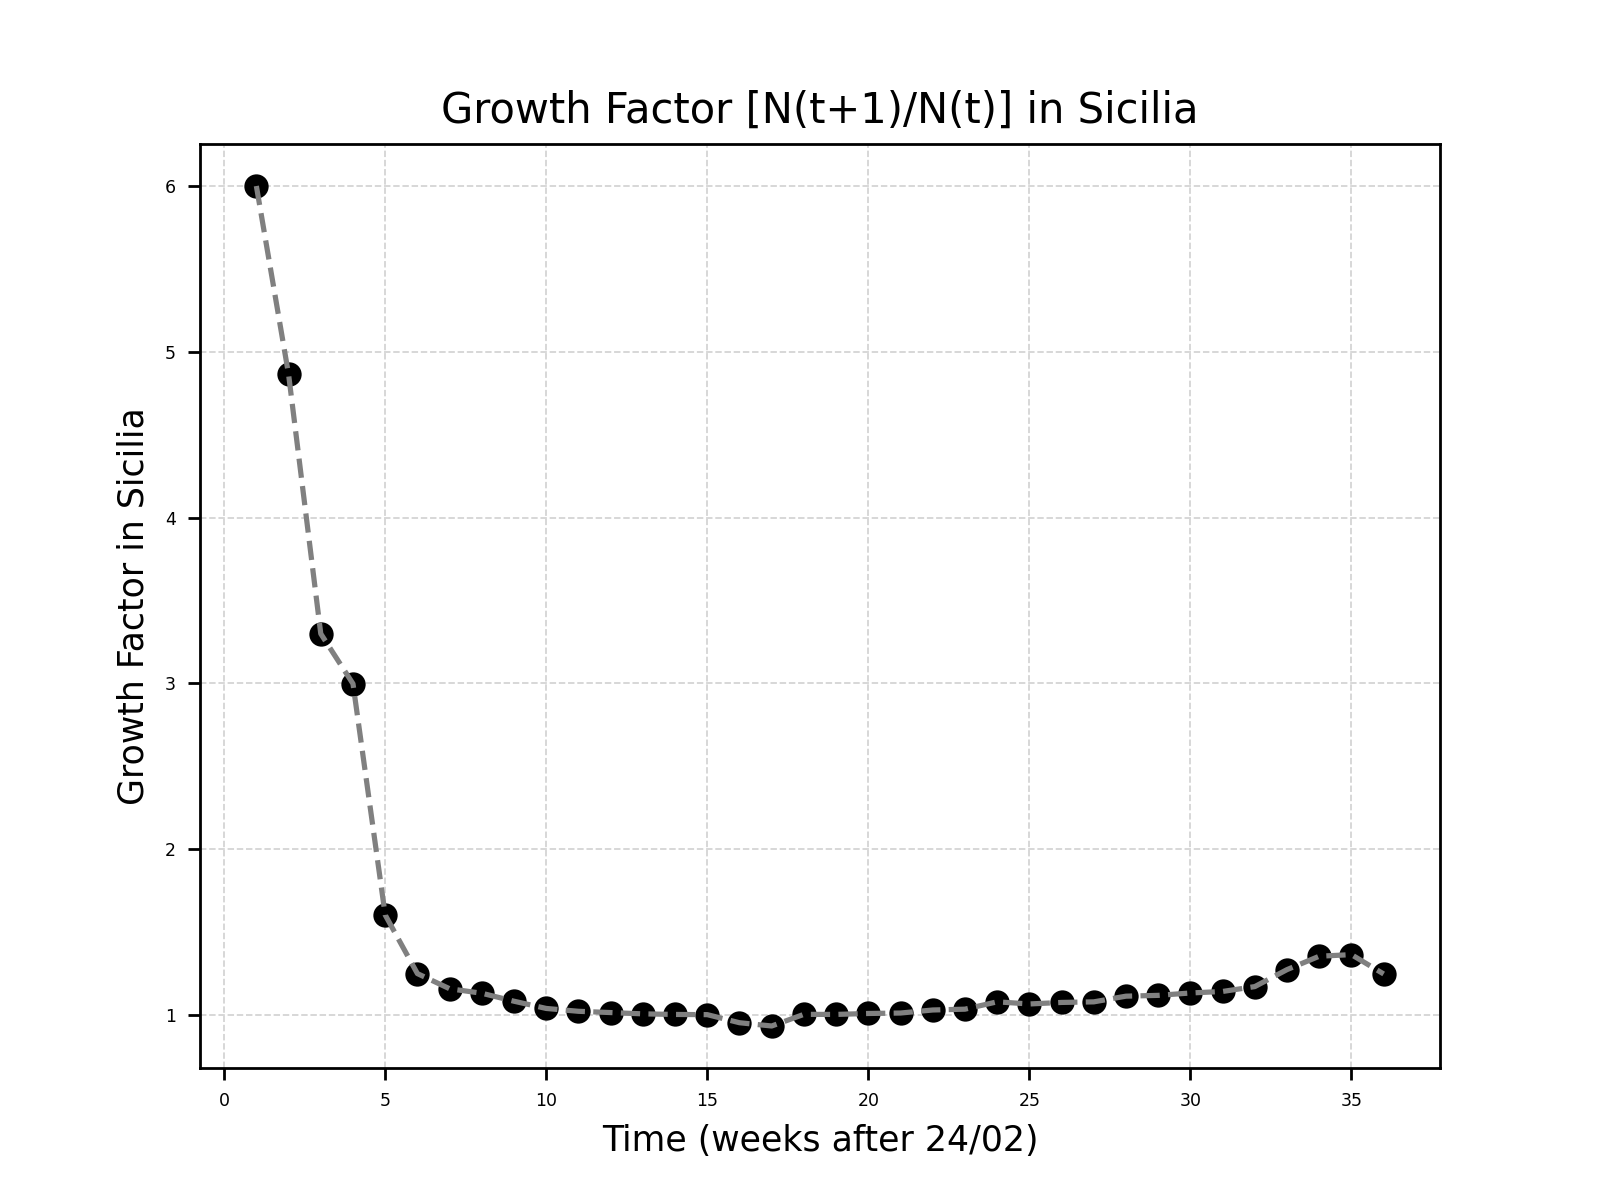 Growth Factor [N(t+1)/N(t)] in Sicilia
Growth Factor in Sicilia
6
5
4
3
2
1
0 5 10 15 20 25 30 35
Time (weeks after 24/02)